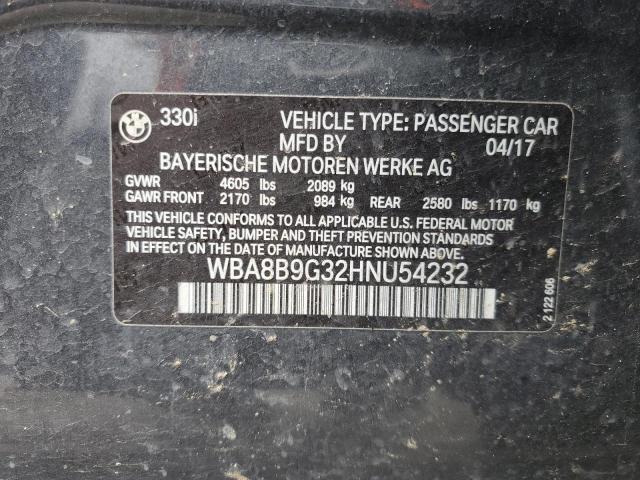 330i VEHICLE TYPE: PASSENGER CAR
MFD BY 04/17
BAYERISCHE MOTOREN WERKE AG
GVWR 4605 lbs 2089 kg
GAWR FRONT 2170 lbs 984 kg REAR 2580 lbs 1170 kg
THIS VEHICLE CONFORMS TO ALL APPLICABLE U.S. FEDERAL MOTOR
VEHICLE SAFETY, BUMPER AND THEFT PREVENTION STANDARDS
IN EFFECT ON THE DATE OF MANUFACTURE SHOWN ABOVE.
WBA8B9G32HNU54232
2 122 606